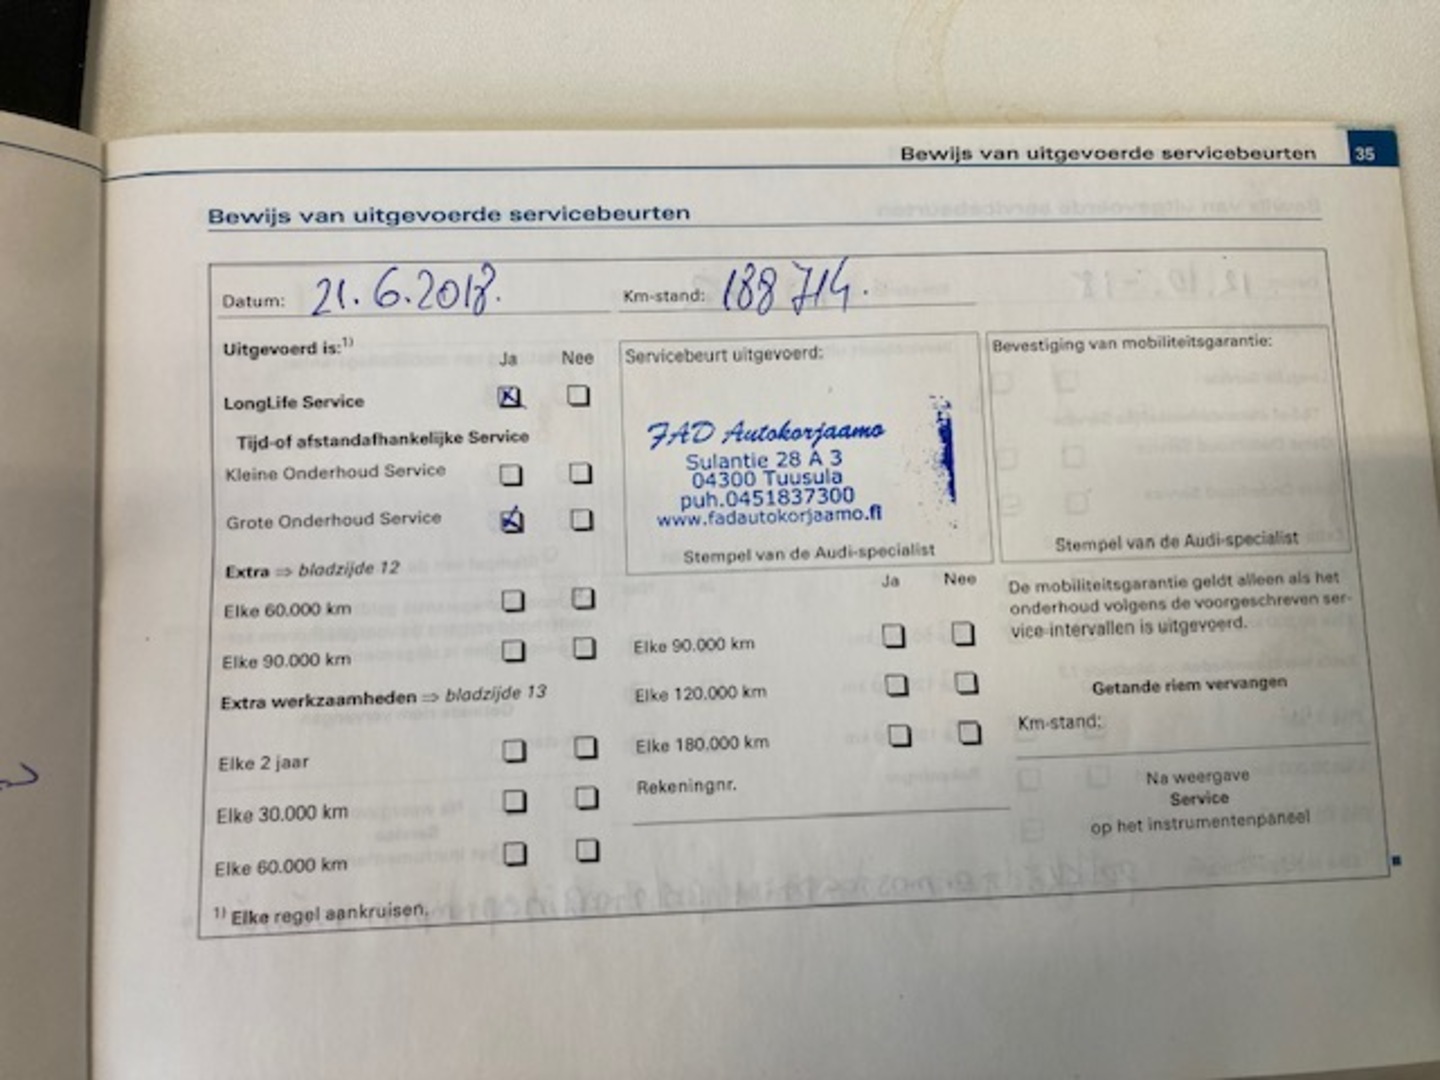 Bewijs van uitgevoerde servicebeurten 35
Bewijs van uitgevoerde servicebeurten
Datum: 21.6.2018. Km-stand: 188 714.
Uitgevoerd is:1)
Ja Nee
LongLife Service
Tijd-of afstandafhankelijke Service
Kleine Onderhoud Service
Grote Onderhoud Service
Extra ⇒ bladzijde 12
Elke 60.000 km
Elke 90.000 km
Extra werkzaamheden ⇒ bladzijde 13
Elke 2 jaar
Elke 30.000 km
Elke 60.000 km
1) Elke regel aankruisen.
Servicebeurt uitgevoerd:
FAD Autokorjaamo
Sulantie 28 A 3
04300 Tuusula
puh.0451837300
www.fadautokorjaamo.fi
Stempel van de Audi-specialist
Ja Nee
Elke 90.000 km
Elke 120.000 km
Elke 180.000 km
Rekeningnr.
Bevestiging van mobiliteitsgarantie:
Stempel van de Audi-specialist
De mobiliteitsgarantie geldt alleen als het
onderhoud volgens de voorgeschreven ser-
vice-intervallen is uitgevoerd.
Getande riem vervangen
Km-stand:
Na weergave
Service
op het instrumentenpaneel